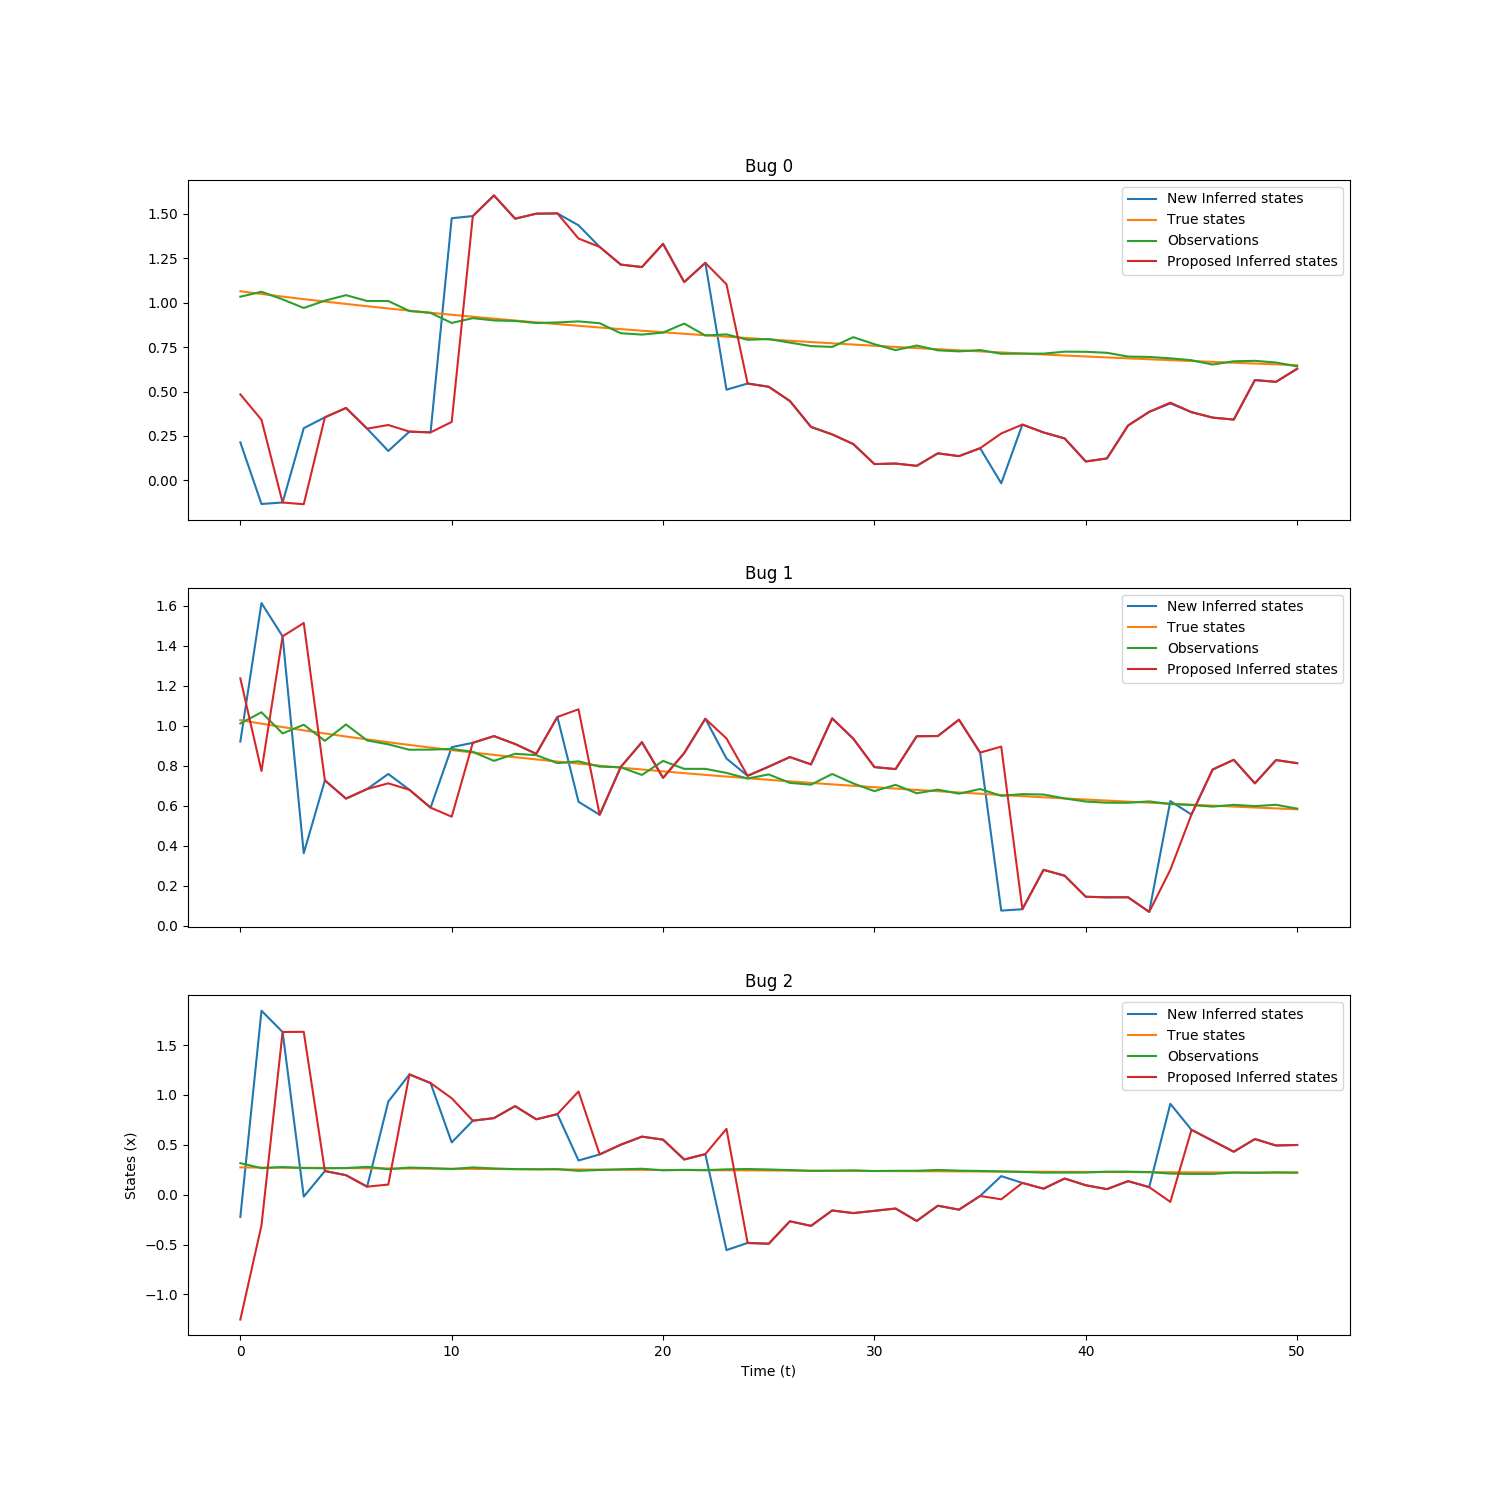 Bug 0
1.50
1.25
1.00
0.75
0.50
0.25
0.00
New Inferred states
True states
Observations
Proposed Inferred states
Bug 1
1.6
1.4
1.2
1.0
0.8
0.6
0.4
0.2
0.0
New Inferred states
True states
Observations
Proposed Inferred states
Bug 2
States (x)
1.5
1.0
0.5
0.0
−0.5
−1.0
New Inferred states
True states
Observations
Proposed Inferred states
0 10 20 30 40 50
Time (t)